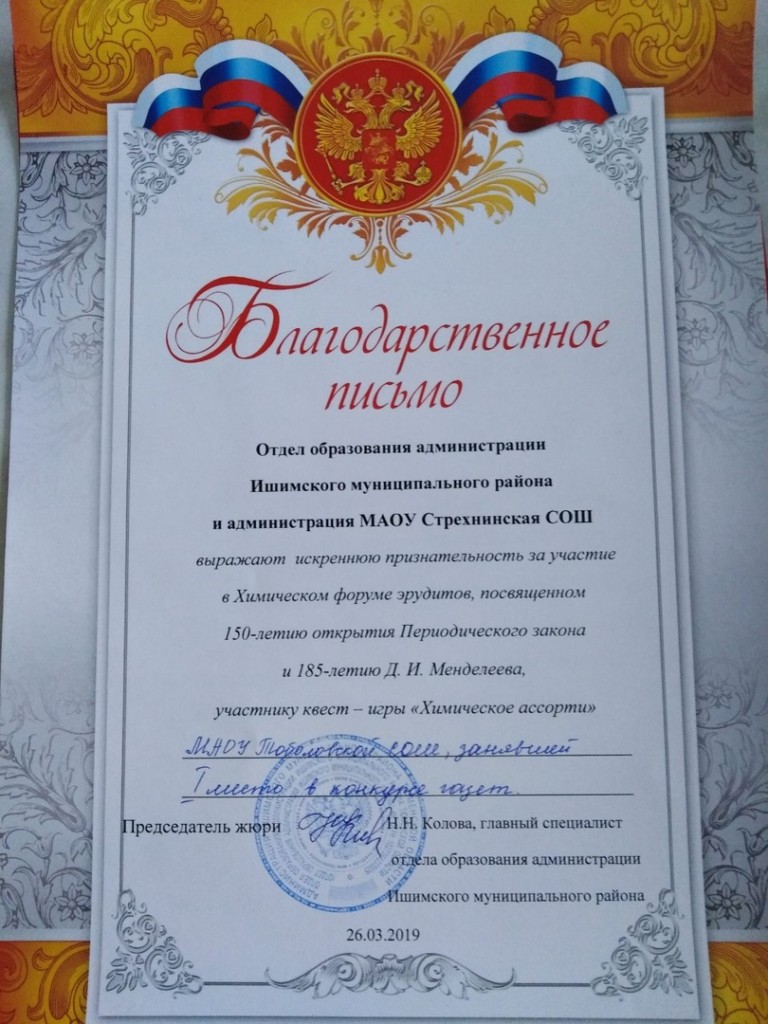 Благодарственное
письмо
Отдел образования администрации
Ишимского муниципального района
и администрация МАОУ Стрехнинская СОШ
выражают искреннюю признательность за участие
в Химическом форуме эрудитов, посвященном
150-летию открытия Периодического закона
и 185-летию Д. И. Менделеева,
участнику квест – игры «Химическое ассорти»
МАОУ Тоболовской сош, занявшей
I место в конкурсе газет.
Председатель жюри Н.Н. Колова, главный специалист
отдела образования администрации
Ишимского муниципального района
26.03.2019